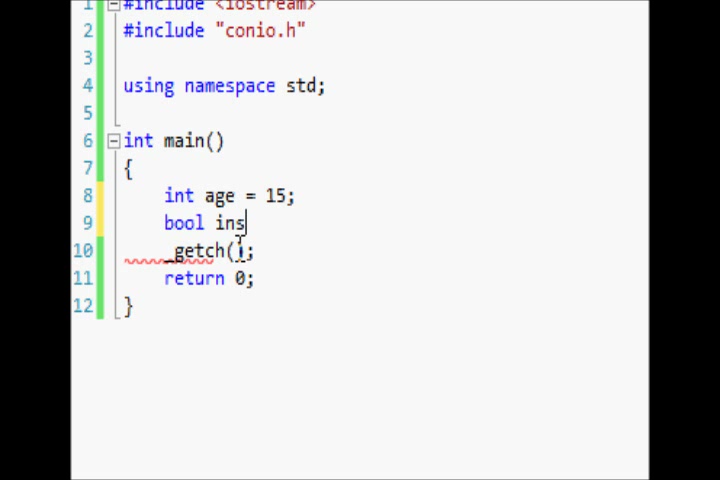 1 #include <iostream>
2 #include "conio.h"
3
4 using namespace std;
5
6 int main()
7 {
8 int age = 15;
9 bool ins
10 _getch();
11 return 0;
12 }